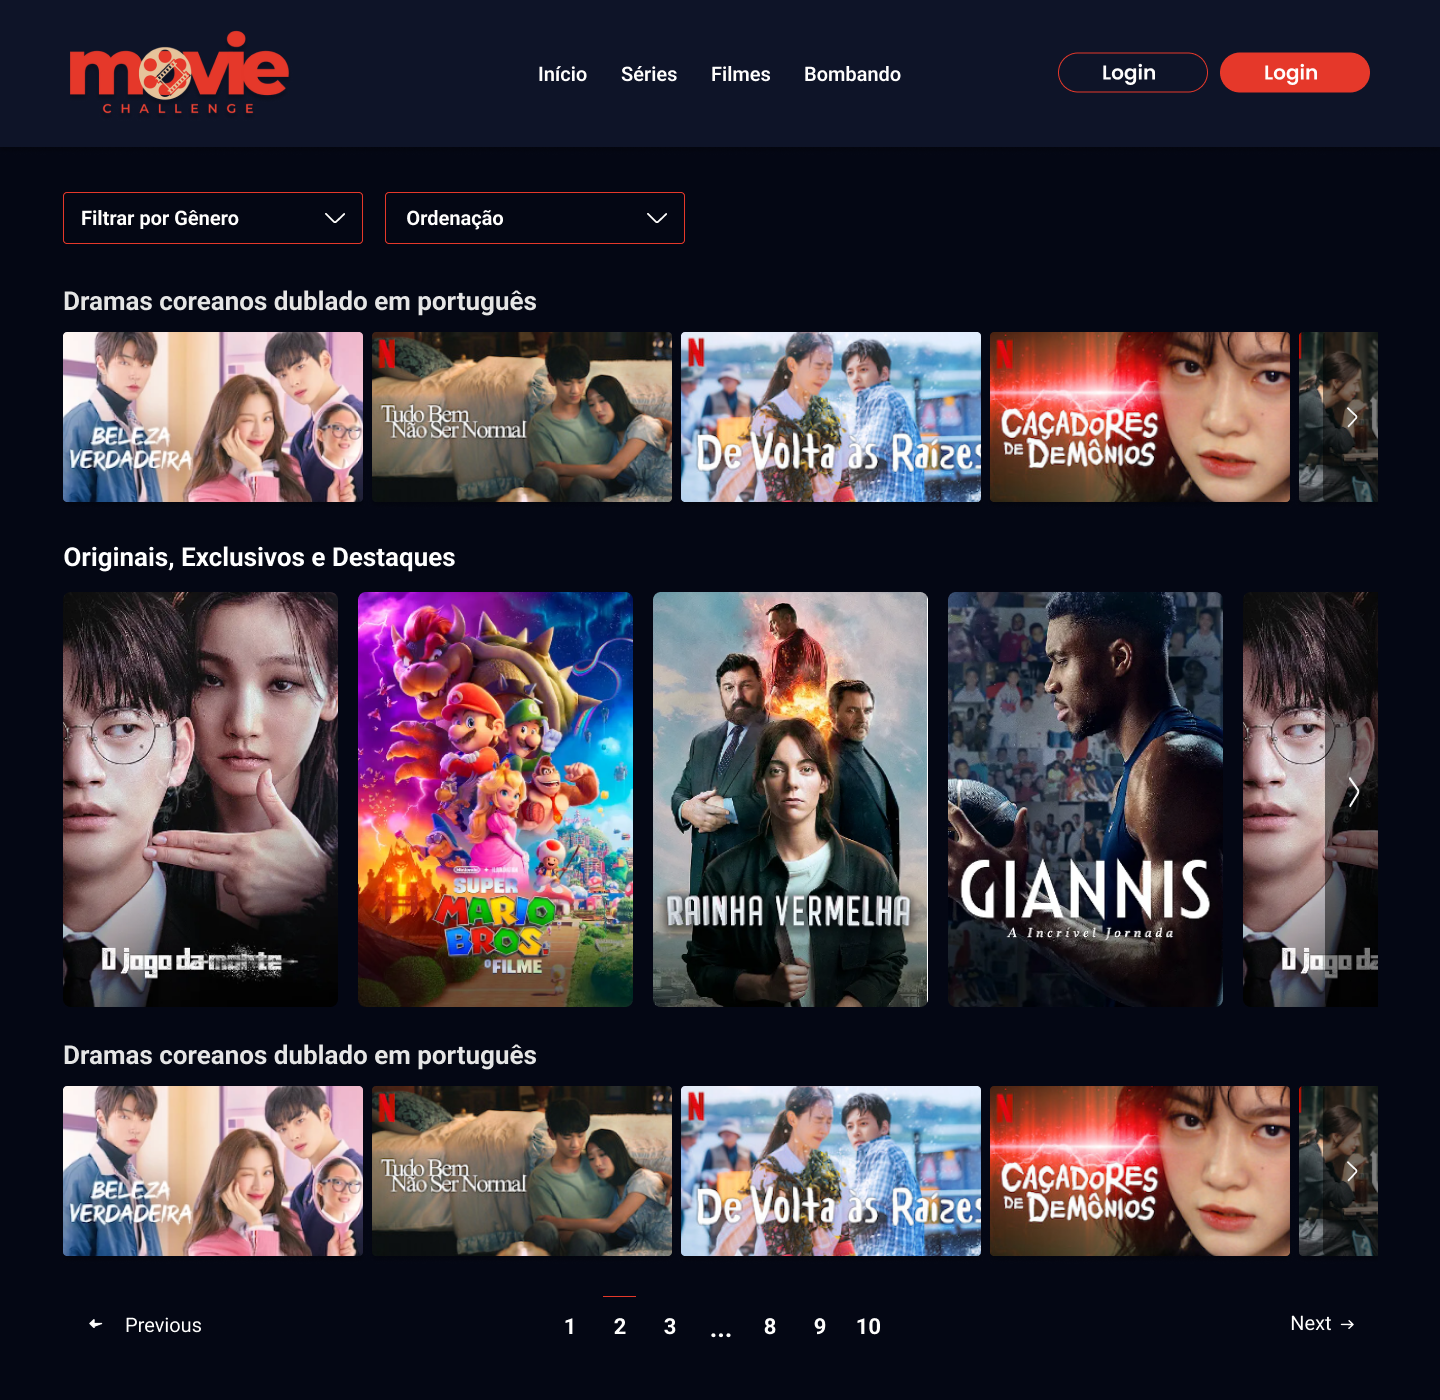 movie
CHALLENGE
Início
Séries
Filmes
Bombando
Login
Login
Filtrar por Gênero
Ordenação
Dramas coreanos dublado em português
BELEZA
VERDADEIRA
N
Tudo Bem
Não Ser Normal
N
De Volta às Raízes
N
CAÇADORES
DE DEMÔNIOS
Originais, Exclusivos e Destaques
O jogo da morte
Nintendo
SUPER
MARIO
BROS.
O FILME
RAINHA VERMELHA
GIANNIS
A Incrível Jornada
O jogo da
Dramas coreanos dublado em português
BELEZA
VERDADEIRA
N
Tudo Bem
Não Ser Normal
N
De Volta às Raízes
N
CAÇADORES
DE DEMÔNIOS
Previous
1
2
3
...
8
9
10
Next